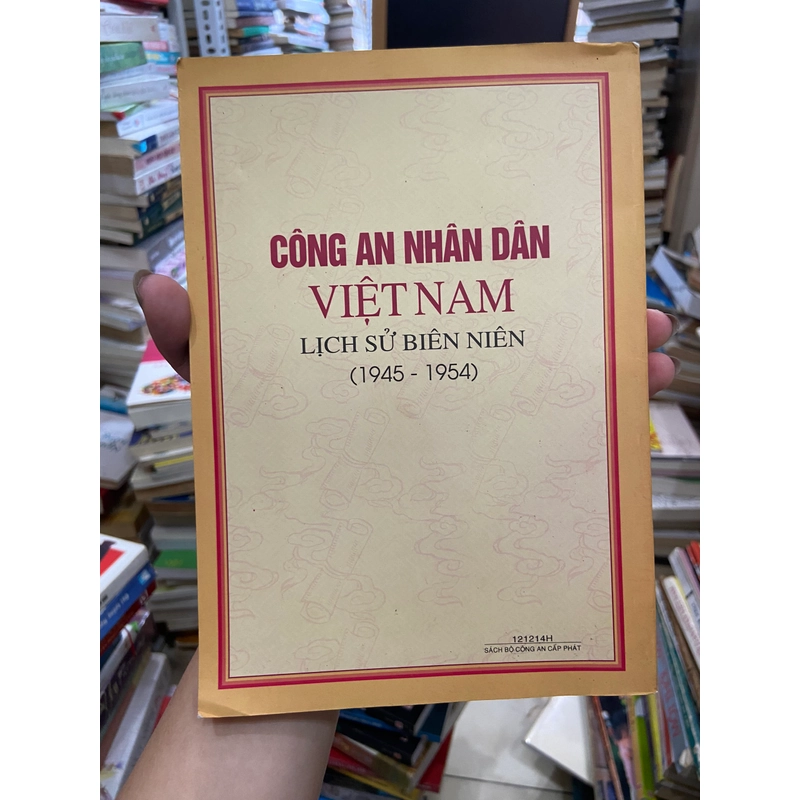 CÔNG AN NHÂN DÂN
VIỆT NAM
LỊCH SỬ BIÊN NIÊN
(1945 - 1954)
121214H
SÁCH BỘ CÔNG AN CẤP PHÁT